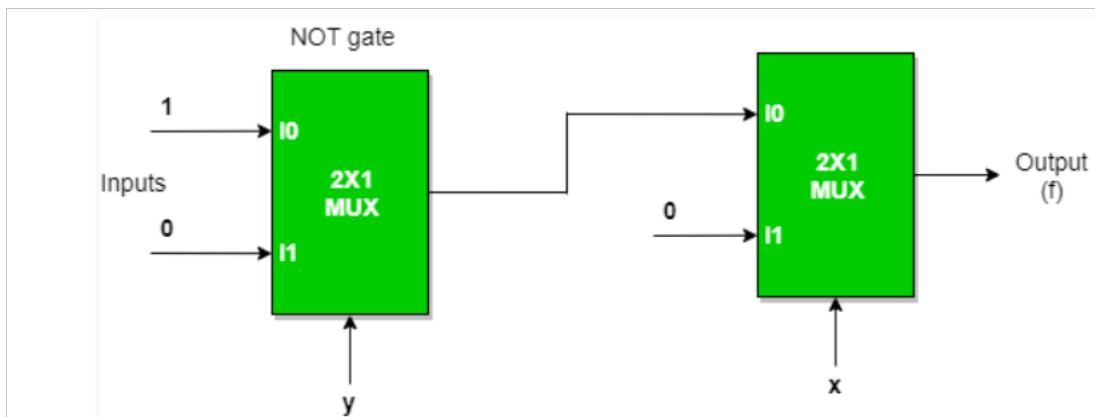 NOT gate
1
I0
I0
2X1
MUX
2X1
MUX
Inputs
Output
(f)
0
0
I1
I1
y
x